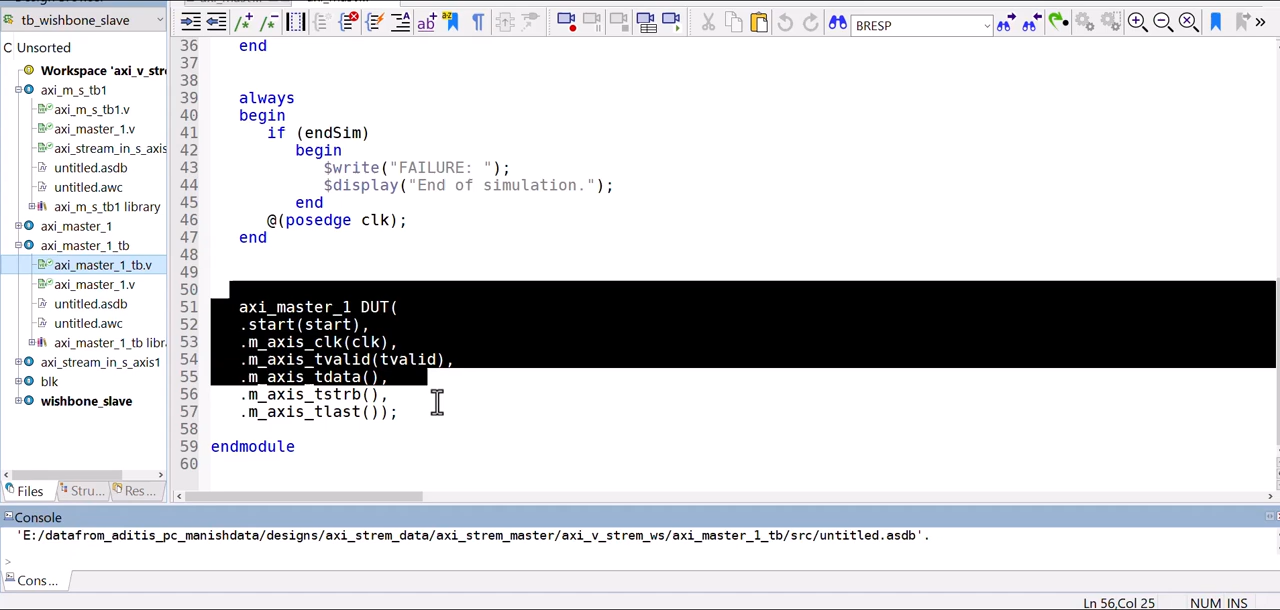 tb_wishbone_slave
BRESP
Unsorted
Workspace 'axi_v_stre
axi_m_s_tb1
axi_m_s_tb1.v
axi_master_1.v
axi_stream_in_s_axis
untitled.asdb
untitled.awc
axi_m_s_tb1 library
axi_master_1
axi_master_1_tb
axi_master_1_tb.v
axi_master_1.v
untitled.asdb
untitled.awc
axi_master_1_tb libra
axi_stream_in_s_axis1
blk
wishbone_slave
Files
Stru...
Res...
36 end
37
38
39 always
40 begin
41 if (endSim)
42 begin
43 $write("FAILURE: ");
44 $display("End of simulation.");
45 end
46 @(posedge clk);
47 end
48
49
50
51 axi_master_1 DUT(
52 .start(start),
53 .m_axis_clk(clk),
54 .m_axis_tvalid(tvalid),
55 .m_axis_tdata(),
56 .m_axis_tstrb(),
57 .m_axis_tlast());
58
59 endmodule
60
Console
'E:/datafrom_aditis_pc_manishdata/designs/axi_strem_data/axi_strem_master/axi_v_strem_ws/axi_master_1_tb/src/untitled.asdb'.
>
Cons...
Ln 56,Col 25 NUM INS